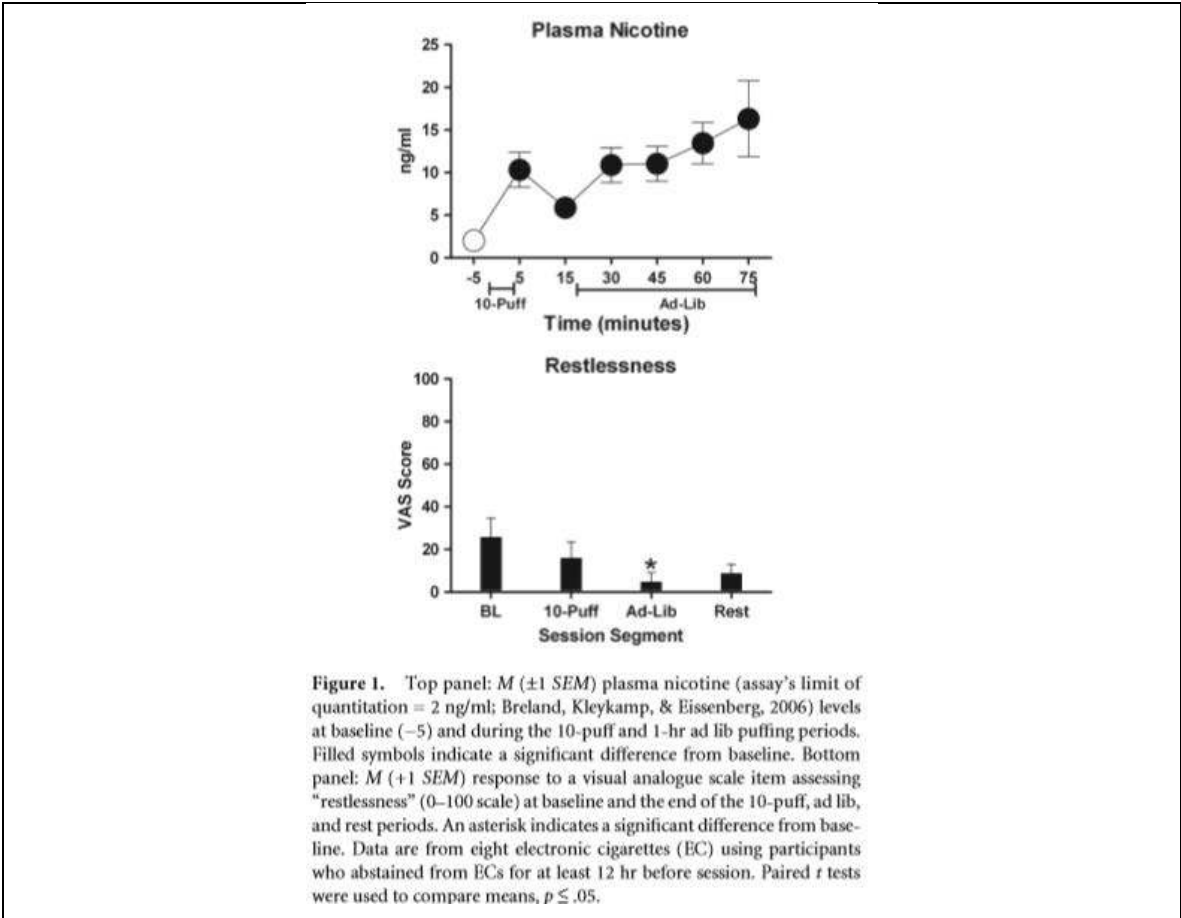 Plasma Nicotine
25
20
15
10
5
0
ng/ml
-5 5 15 30 45 60 75
10-Puff Ad-Lib
Time (minutes)
Restlessness
100
80
60
40
20
0
VAS Score
*
BL 10-Puff Ad-Lib Rest
Session Segment
Figure 1. Top panel: M (±1 SEM) plasma nicotine (assay's limit of
quantitation = 2 ng/ml; Breland, Kleykamp, & Eissenberg, 2006) levels
at baseline (−5) and during the 10-puff and 1-hr ad lib puffing periods.
Filled symbols indicate a significant difference from baseline. Bottom
panel: M (+1 SEM) response to a visual analogue scale item assessing
"restlessness" (0–100 scale) at baseline and the end of the 10-puff, ad lib,
and rest periods. An asterisk indicates a significant difference from base-
line. Data are from eight electronic cigarettes (EC) using participants
who abstained from ECs for at least 12 hr before session. Paired t tests
were used to compare means, p ≤ .05.